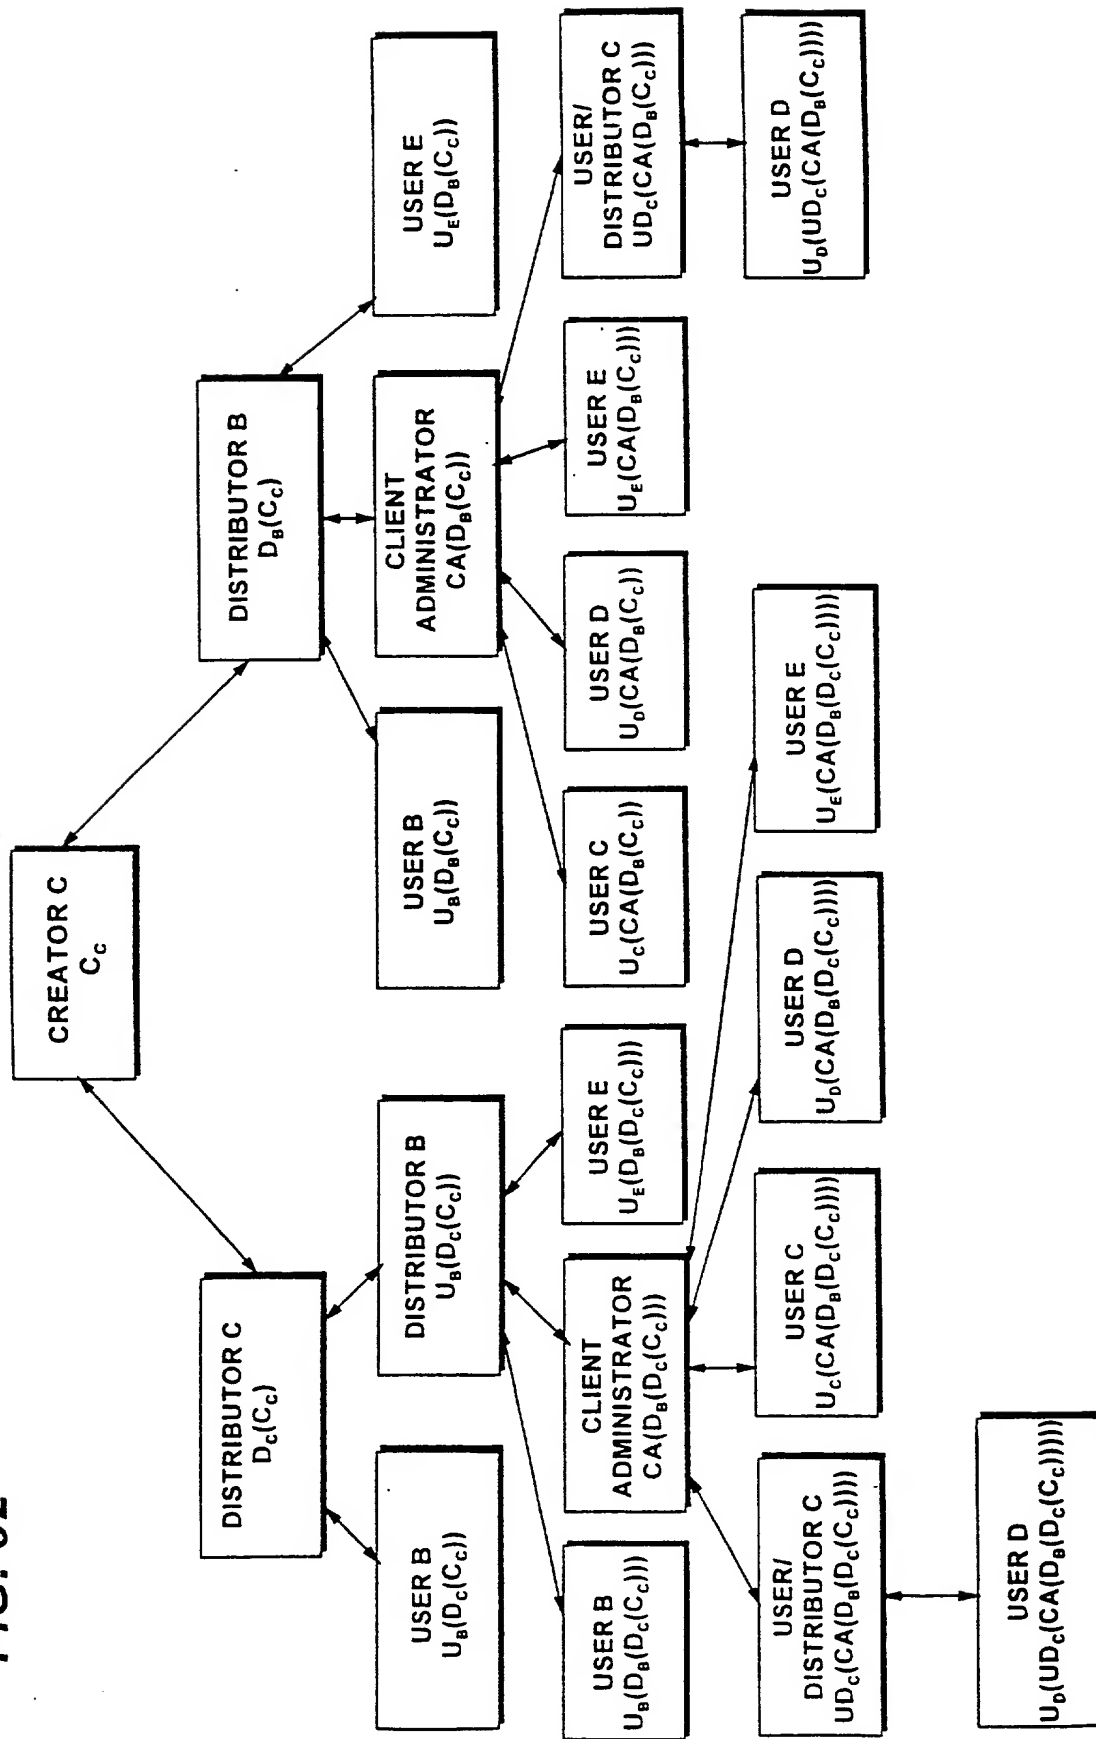 CREATOR C
C_C
DISTRIBUTOR C
D_C(C_C)
DISTRIBUTOR B
D_B(C_C)
USER B
U_B(D_C(C_C))
DISTRIBUTOR B
U_B(D_C(C_C))
USER B
U_B(D_B(C_C))
CLIENT
ADMINISTRATOR
CA(D_B(C_C))
USER E
U_E(D_B(C_C))
USER B
U_B(D_B(D_C(C_C)))
CLIENT
ADMINISTRATOR
CA(D_B(D_C(C_C)))
USER E
U_E(D_B(D_C(C_C)))
USER C
U_C(CA(D_B(C_C))
USER D
U_D(CA(D_B(C_C))
USER E
U_E(CA(D_B(C_C)))
USER/
DISTRIBUTOR C
UD_C(CA(D_B(C_C)))
USER/
DISTRIBUTOR C
UD_C(CA(D_B(D_C(C_C))))
USER C
U_C(CA(D_B(D_C(C_C))))
USER D
U_D(CA(D_B(D_C(C_C))))
USER E
U_E(CA(D_B(D_C(C_C))))
USER D
U_D(UD_C(CA(D_B(C_C))))
USER D
U_D(UD_C(CA(D_B(D_C(C_C)))))